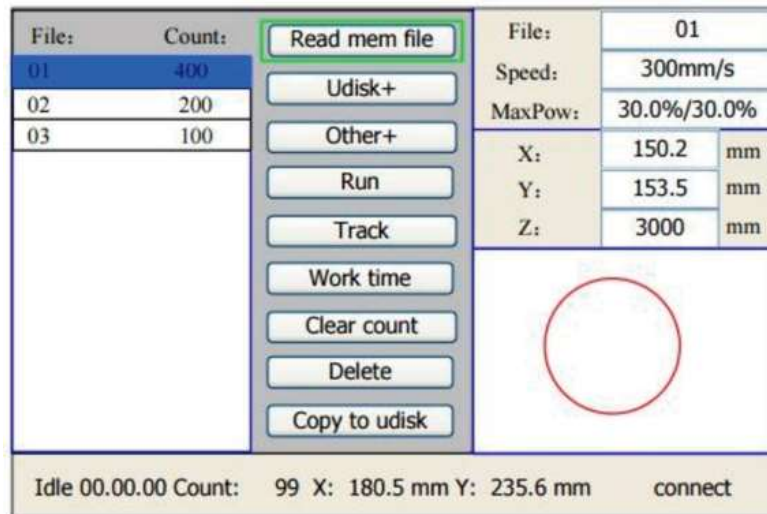 File: Count:
01 400
02 200
03 100
Read mem file
Udisk+
Other+
Run
Track
Work time
Clear count
Delete
Copy to udisk
File: 01
Speed: 300mm/s
MaxPow: 30.0%/30.0%
X: 150.2 mm
Y: 153.5 mm
Z: 3000 mm
Idle 00.00.00 Count: 99 X: 180.5 mm Y: 235.6 mm connect